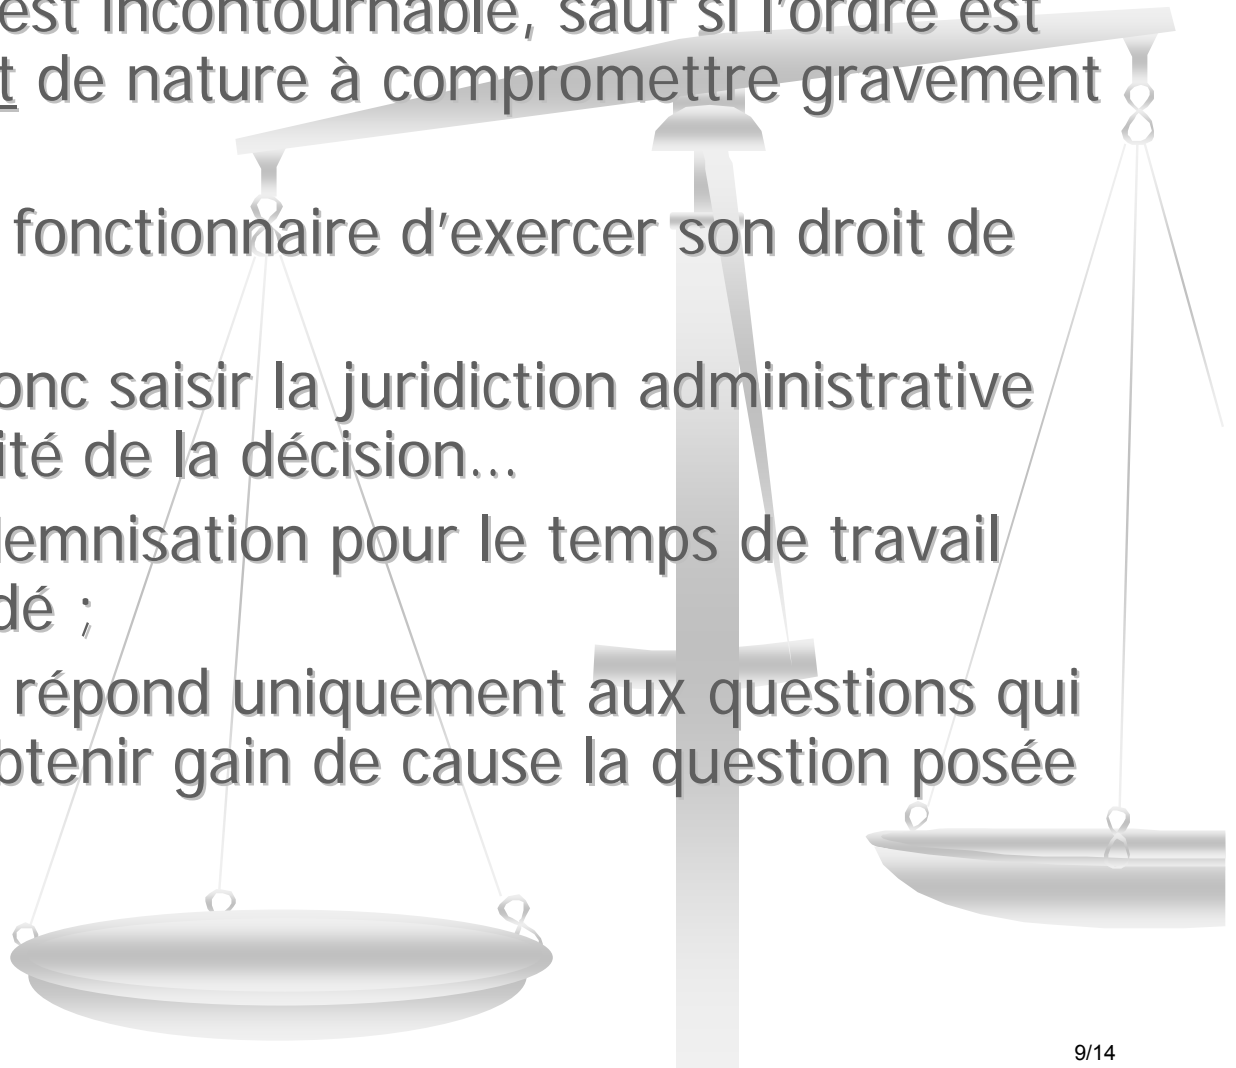 est incontournable, sauf si l'ordre est
t de nature à compromettre gravement
fonctionnaire d'exercer son droit de
onc saisir la juridiction administrative
ité de la décision...
emnisation pour le temps de travail
dé ;
répond uniquement aux questions qui
btenir gain de cause la question posée
9/14